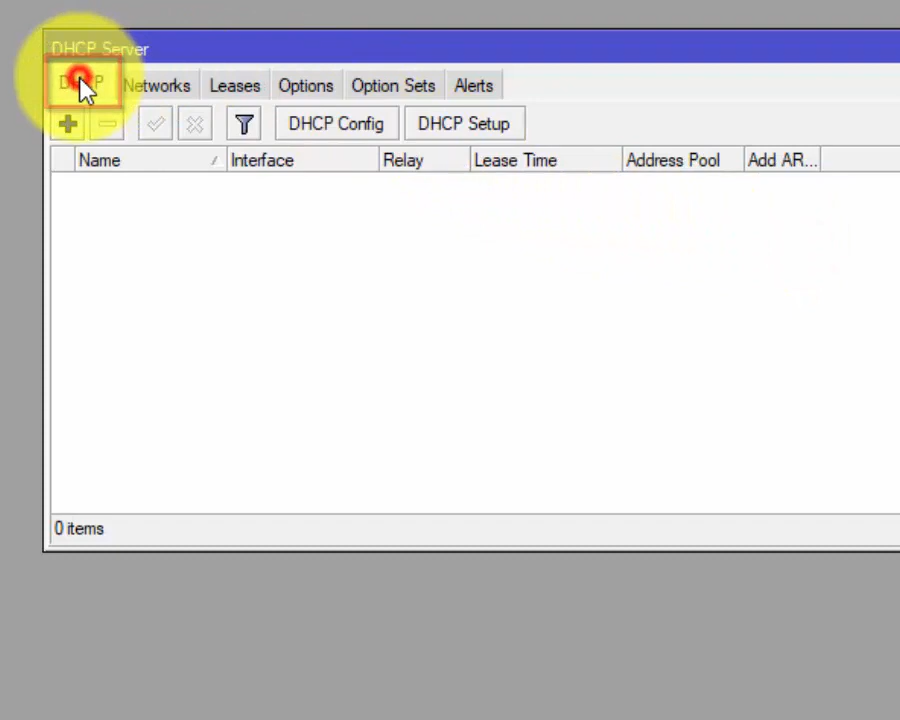 DHCP Server
DHCP Networks Leases Options Option Sets Alerts
DHCP Config DHCP Setup
Name Interface Relay Lease Time Address Pool Add AR...
0 items